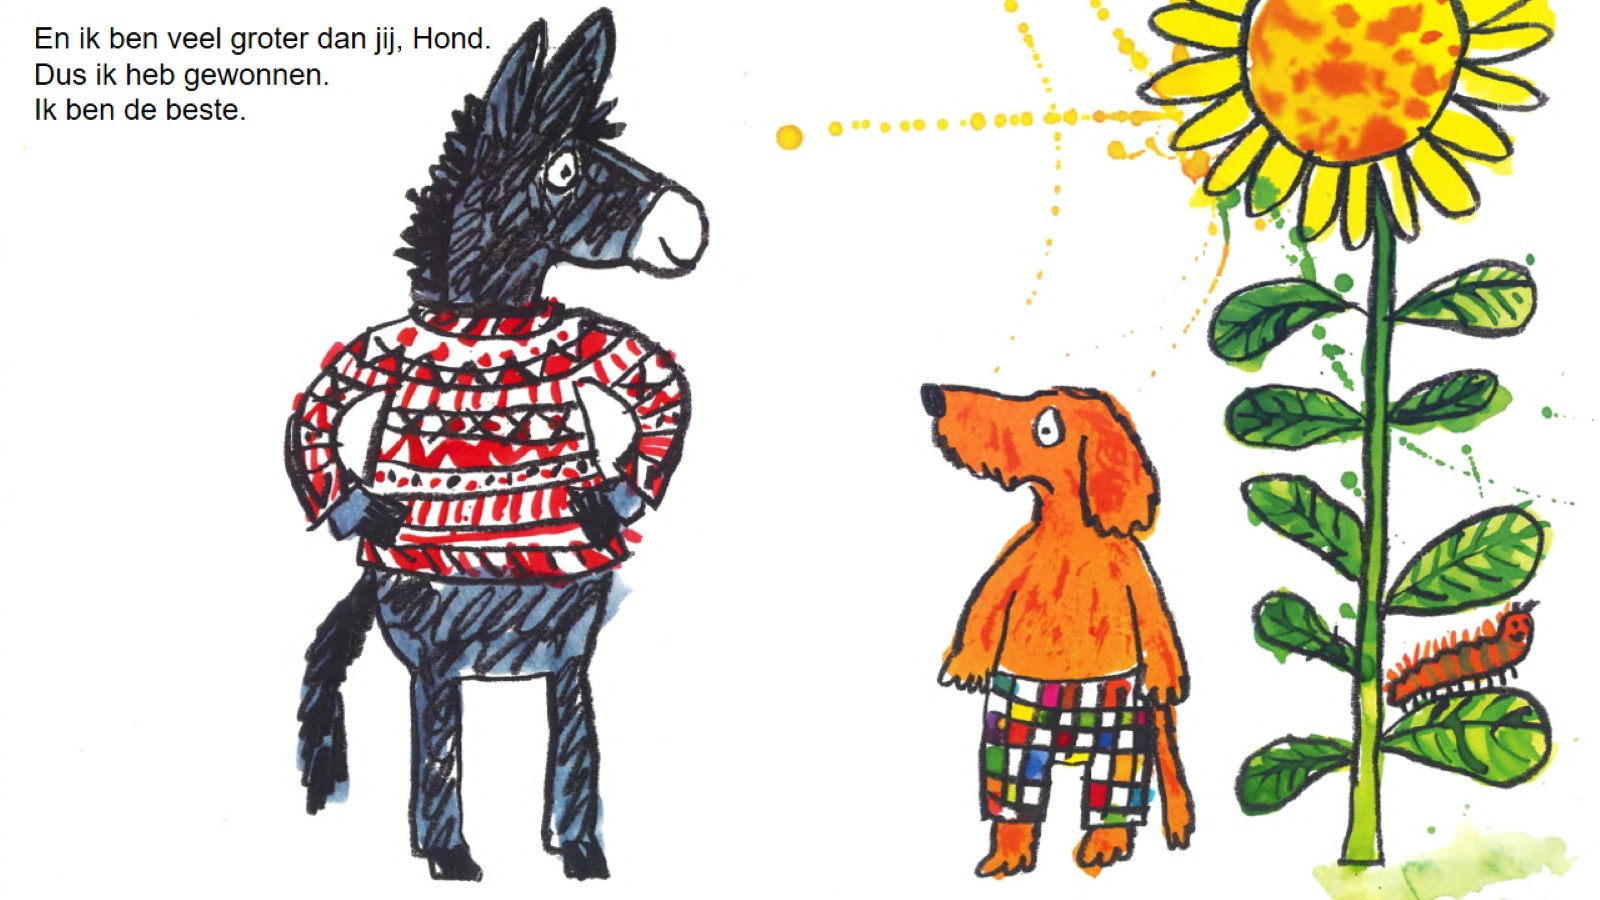 En ik ben veel groter dan jij, Hond.
Dus ik heb gewonnen.
Ik ben de beste.